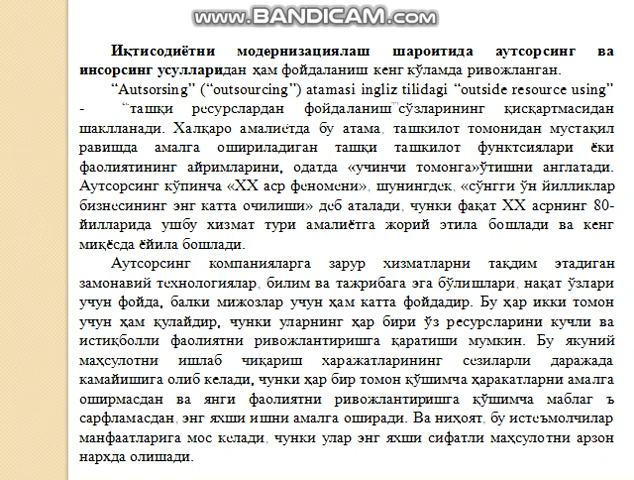 www.BANDICAM.com
Иқтисодиётни модернизациялаш шароитида аутсорсинг ва
инсорсинг усулларидан ҳам фойдаланиш кенг кўламда ривожланган.
“Autsorsing” (“outsourcing”) atamasi ingliz tilidagi “outside resource using”
- “ташқи ресурслардан фойдаланиш”сўзларининг қисқартмасидан
шаклланади. Халқаро амалиётда бу атама, ташкилот томонидан мустақил
равишда амалга ошириладиган ташқи ташкилот функтсиялари ёки
фаолиятининг айримларини, одатда «учинчи томонга»ўтишни англатади.
Аутсорсинг кўпинча «XX аср феномени», шунингдек, «сўнгги ўн йилликлар
бизнесининг энг катта очилиши» деб аталади, чунки фақат XX асрнинг 80-
йилларида ушбу хизмат тури амалиётга жорий этила бошлади ва кенг
миқёсда ёйила бошлади.
Аутсорсинг компанияларга зарур хизматларни тақдим этадиган
замонавий технологиялар, билим ва тажрибага эга бўлишлари, нақат ўзлари
учун фойда, балки мижозлар учун ҳам катта фойдадир. Бу ҳар икки томон
учун ҳам қулайдир, чунки уларнинг ҳар бири ўз ресурсларини кучли ва
истиқболли фаолиятни ривожлантиришга қаратиши мумкин. Бу якуний
маҳсулотни ишлаб чиқариш харажатларининг сезиларли даражада
камайишига олиб келади, чунки ҳар бир томон қўшимча ҳаракатларни амалга
оширмасдан ва янги фаолиятни ривожлантиришга қўшимча маблағ ъ
сарфламасдан, энг яхши ишни амалга оширади. Ва ниҳоят, бу истеъмолчилар
манфаатларига мос келади, чунки улар энг яхши сифатли маҳсулотни арзон
нархда олишади.